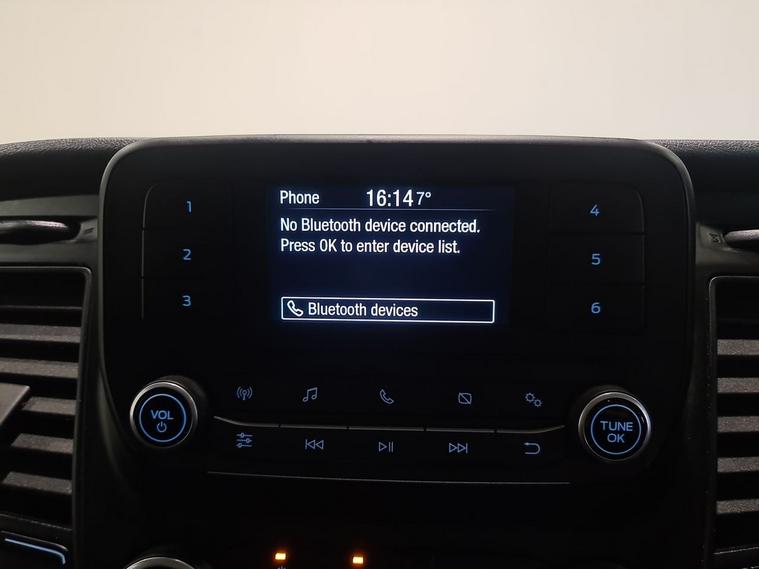 Phone 16:14 7°
No Bluetooth device connected.
Press OK to enter device list.
Bluetooth devices
1
2
3
4
5
6
VOL
TUNE
OK